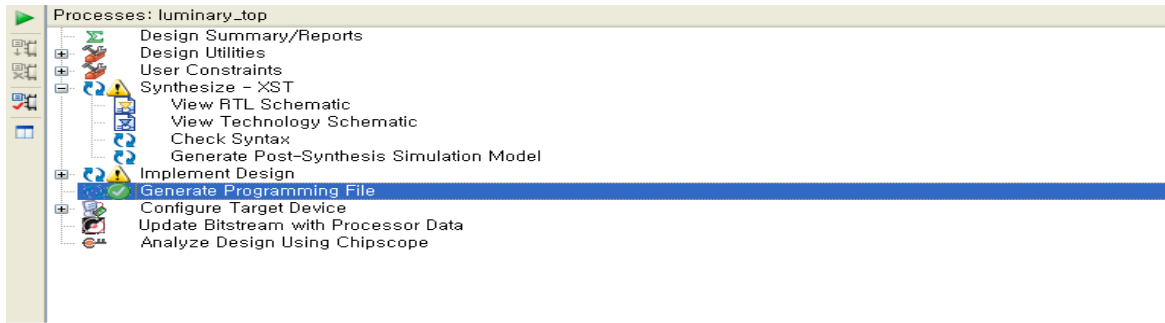 Processes: luminary_top
Design Summary/Reports
Design Utilities
User Constraints
Synthesize - XST
View RTL Schematic
View Technology Schematic
Check Syntax
Generate Post-Synthesis Simulation Model
Implement Design
Generate Programming File
Configure Target Device
Update Bitstream with Processor Data
Analyze Design Using Chipscope